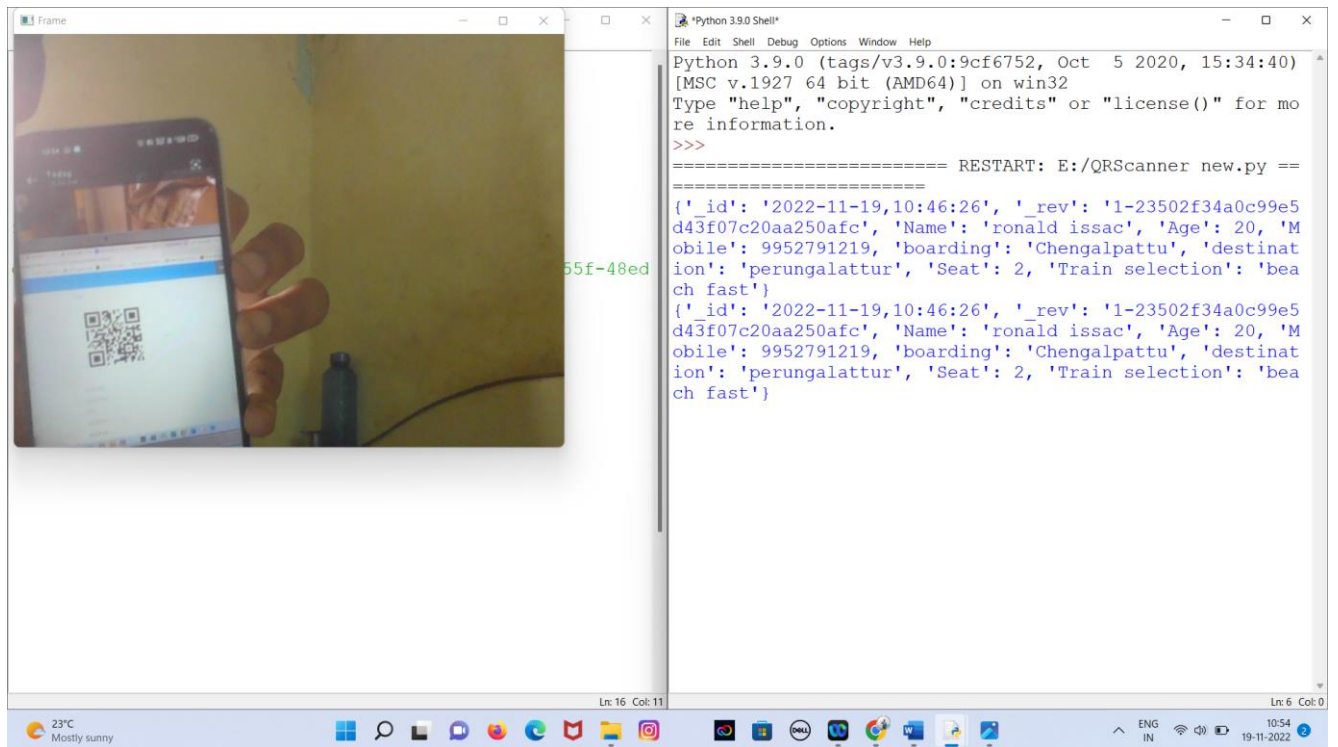 Frame
Today
55f-48ed
Ln: 16 Col: 11
*Python 3.9.0 Shell*
File Edit Shell Debug Options Window Help
Python 3.9.0 (tags/v3.9.0:9cf6752, Oct  5 2020, 15:34:40)
[MSC v.1927 64 bit (AMD64)] on win32
Type "help", "copyright", "credits" or "license()" for mo
re information.
>>>
========================= RESTART: E:/QRScanner new.py ==
=======================
{'_id': '2022-11-19,10:46:26', '_rev': '1-23502f34a0c99e5
d43f07c20aa250afc', 'Name': 'ronald issac', 'Age': 20, 'M
obile': 9952791219, 'boarding': 'Chengalpattu', 'destinat
ion': 'perungalattur', 'Seat': 2, 'Train selection': 'bea
ch fast'}
{'_id': '2022-11-19,10:46:26', '_rev': '1-23502f34a0c99e5
d43f07c20aa250afc', 'Name': 'ronald issac', 'Age': 20, 'M
obile': 9952791219, 'boarding': 'Chengalpattu', 'destinat
ion': 'perungalattur', 'Seat': 2, 'Train selection': 'bea
ch fast'}
Ln: 6 Col: 0
23°C
Mostly sunny
DELL
ENG
IN
10:54
19-11-2022
2